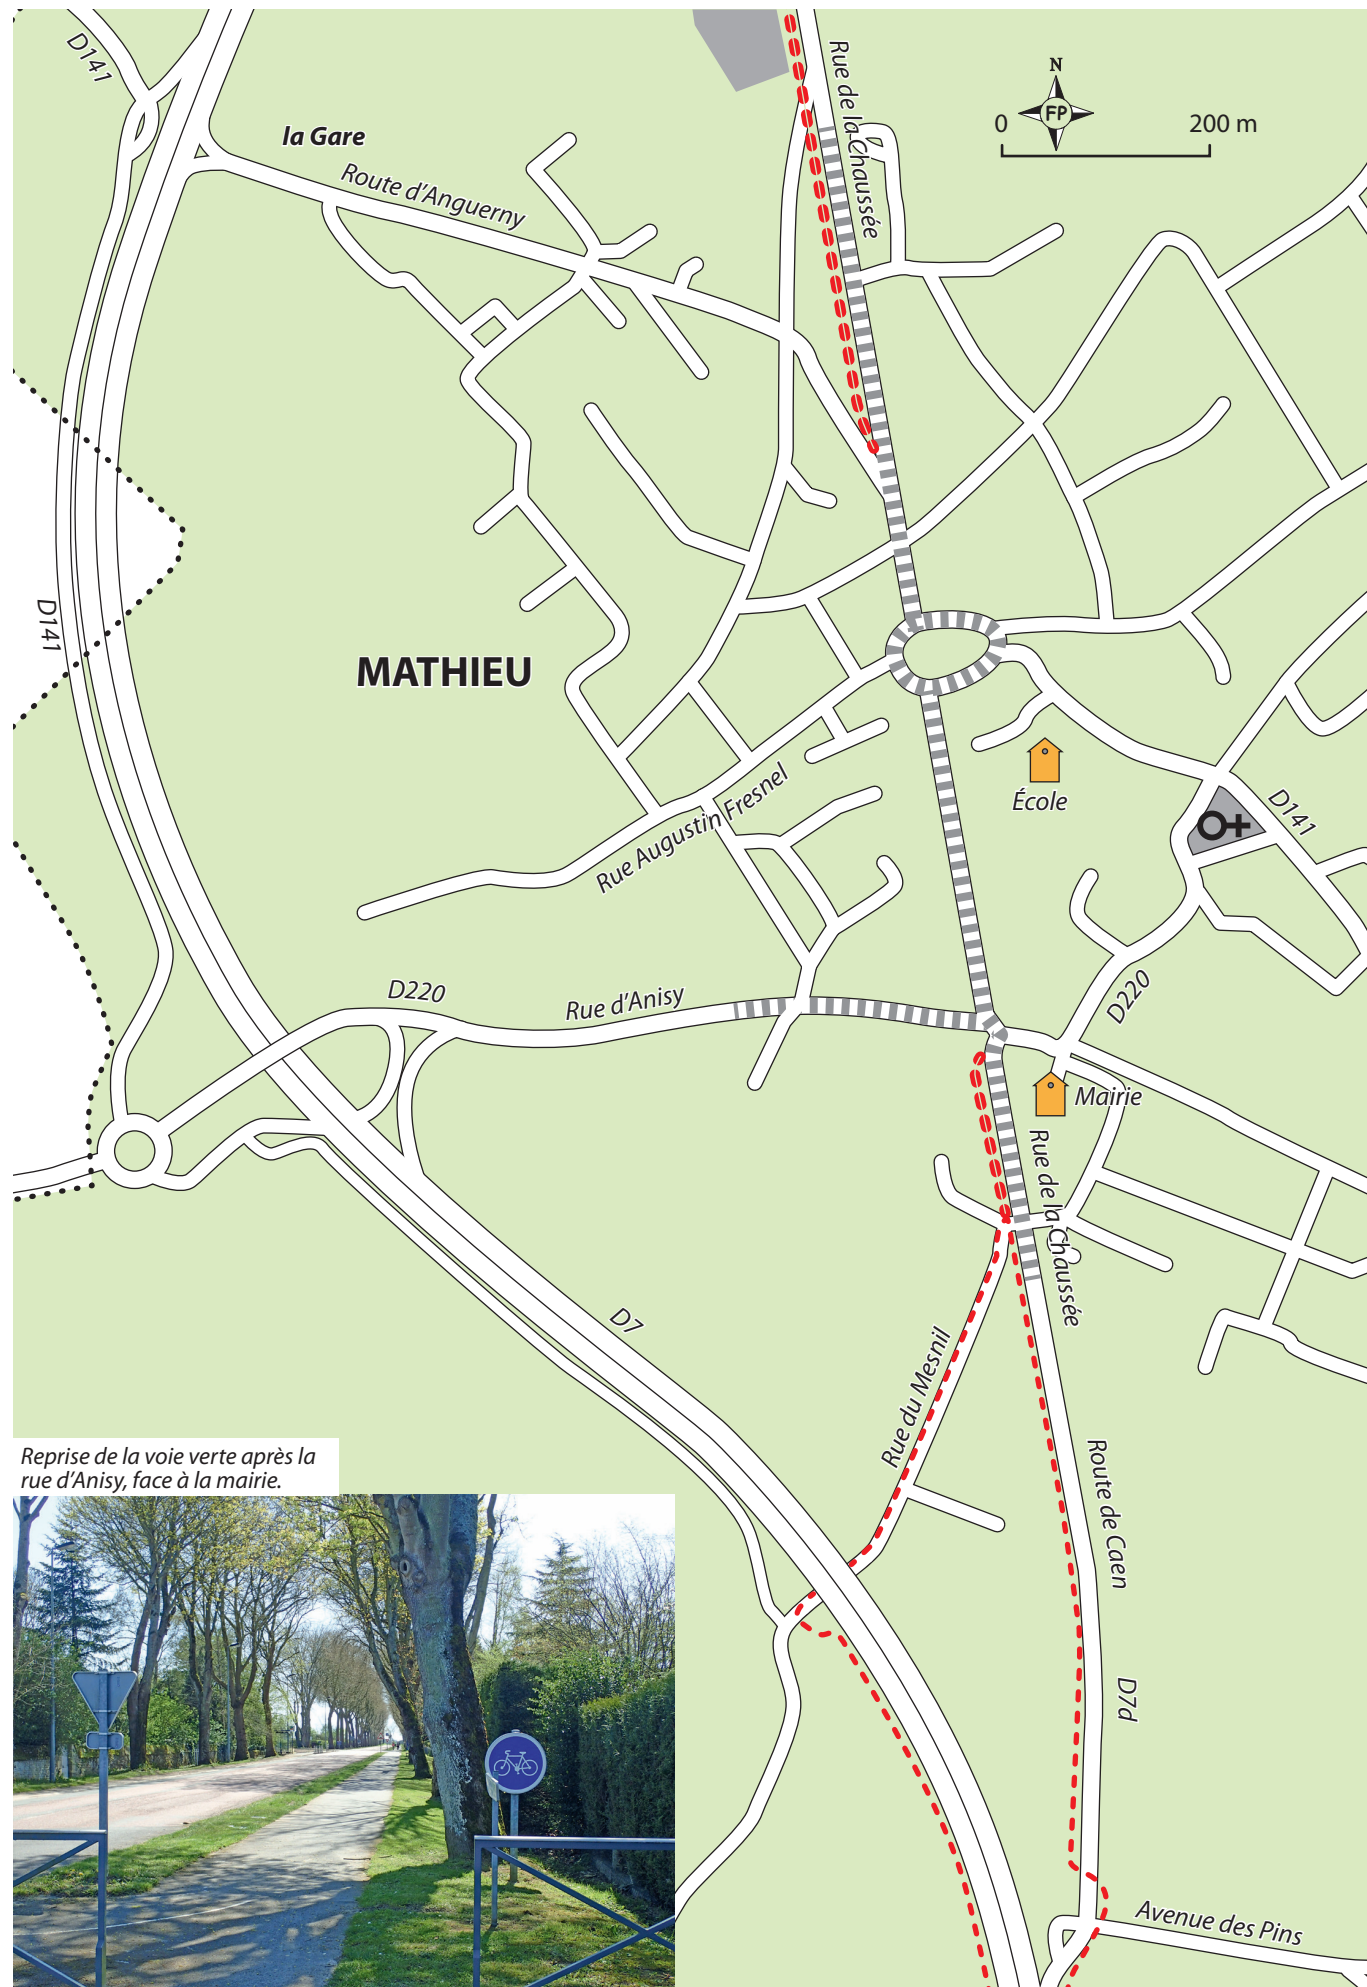 D141
Rue de la Chaussée
N
FP
0
200 m
la Gare
Route d'Anguerny
D141
MATHIEU
École
D141
Rue Augustin Fresnel
D220
Rue d'Anisy
D220
Mairie
Rue de la Chaussée
D7
Rue du Mesnil
Route de Caen
D7d
Avenue des Pins
Reprise de la voie verte après la
rue d'Anisy, face à la mairie.